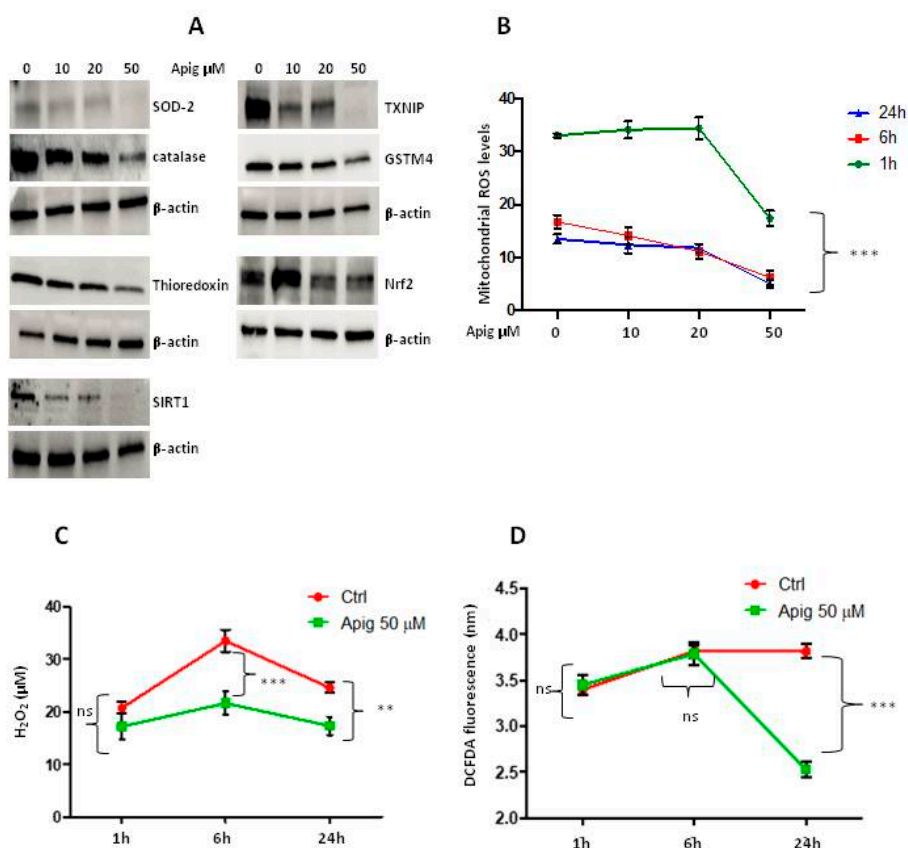 A
0 10 20 50 Apig μM 0 10 20 50
SOD-2
catalase
β-actin
Thioredoxin
β-actin
SIRT1
β-actin
TXNIP
GSTM4
β-actin
Nrf2
β-actin
B
24h
6h
1h
Mitochondrial ROS levels
40
30
20
10
0
***
Apig μM 0 10 20 50
C
Ctrl
Apig 50 μM
H₂O₂ (μM)
40
30
20
10
0
ns
***
**
1h 6h 24h
D
Ctrl
Apig 50 μM
DCFDA fluorescence (nm)
4.5
4.0
3.5
3.0
2.5
2.0
ns
ns
***
1h 6h 24h